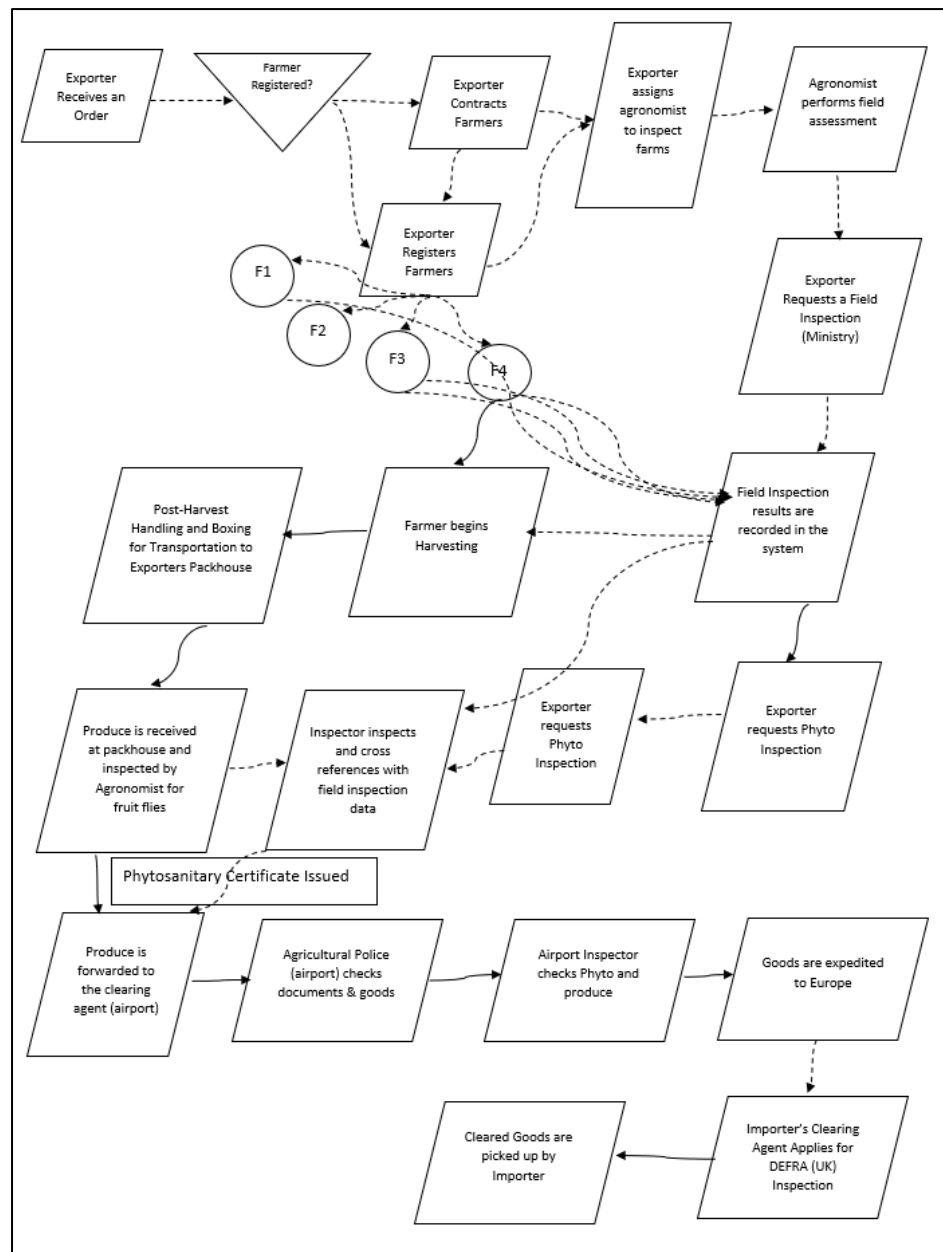 Exporter
Receives an
Order
Farmer
Registered?
Exporter
Contracts
Farmers
Exporter
assigns
agronomist
to inspect
farms
Agronomist
performs field
assessment
Exporter
Registers
Farmers
Exporter
Requests a Field
Inspection
(Ministry)
F1
F2
F3
F4
Post-Harvest
Handling and Boxing
for Transportation to
Exporters Packhouse
Farmer begins
Harvesting
Field Inspection
results are
recorded in the
system
Produce is received
at packhouse and
inspected by
Agronomist for
fruit flies
Inspector inspects
and cross
references with
field inspection
data
Exporter
requests
Phyto
Inspection
Exporter
requests Phyto
Inspection
Phytosanitary Certificate Issued
Produce is
forwarded to
the clearing
agent (airport)
Agricultural Police
(airport) checks
documents & goods
Airport Inspector
checks Phyto and
produce
Goods are expedited
to Europe
Cleared Goods are
picked up by
Importer
Importer's Clearing
Agent Applies for
DEFRA (UK)
Inspection